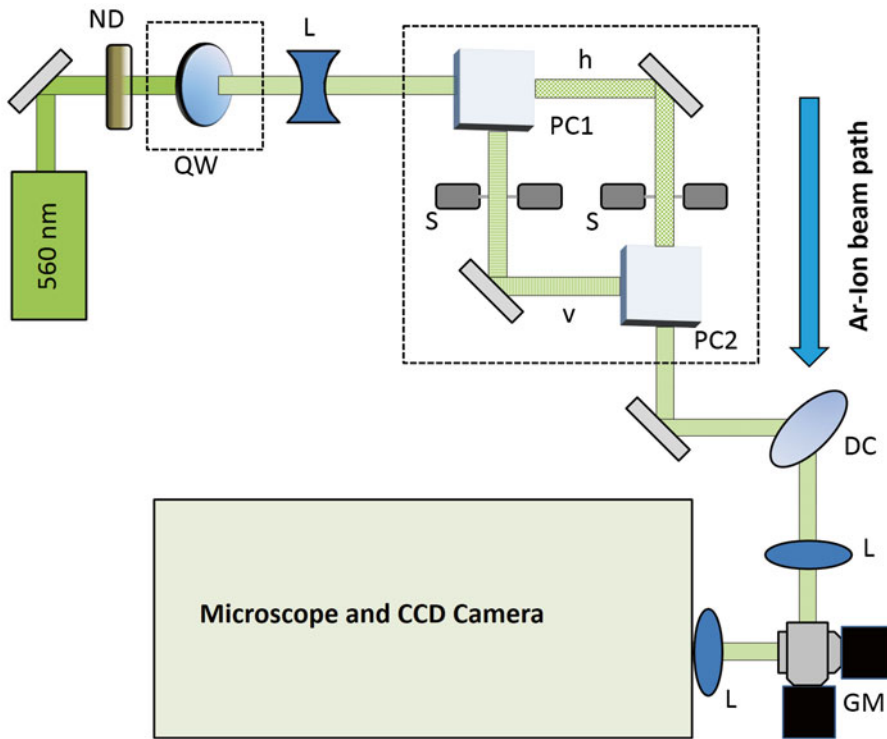 ND
L
h
PC1
QW
S
S
560 nm
v
PC2
Ar-Ion beam path
DC
L
Microscope and CCD Camera
L
GM